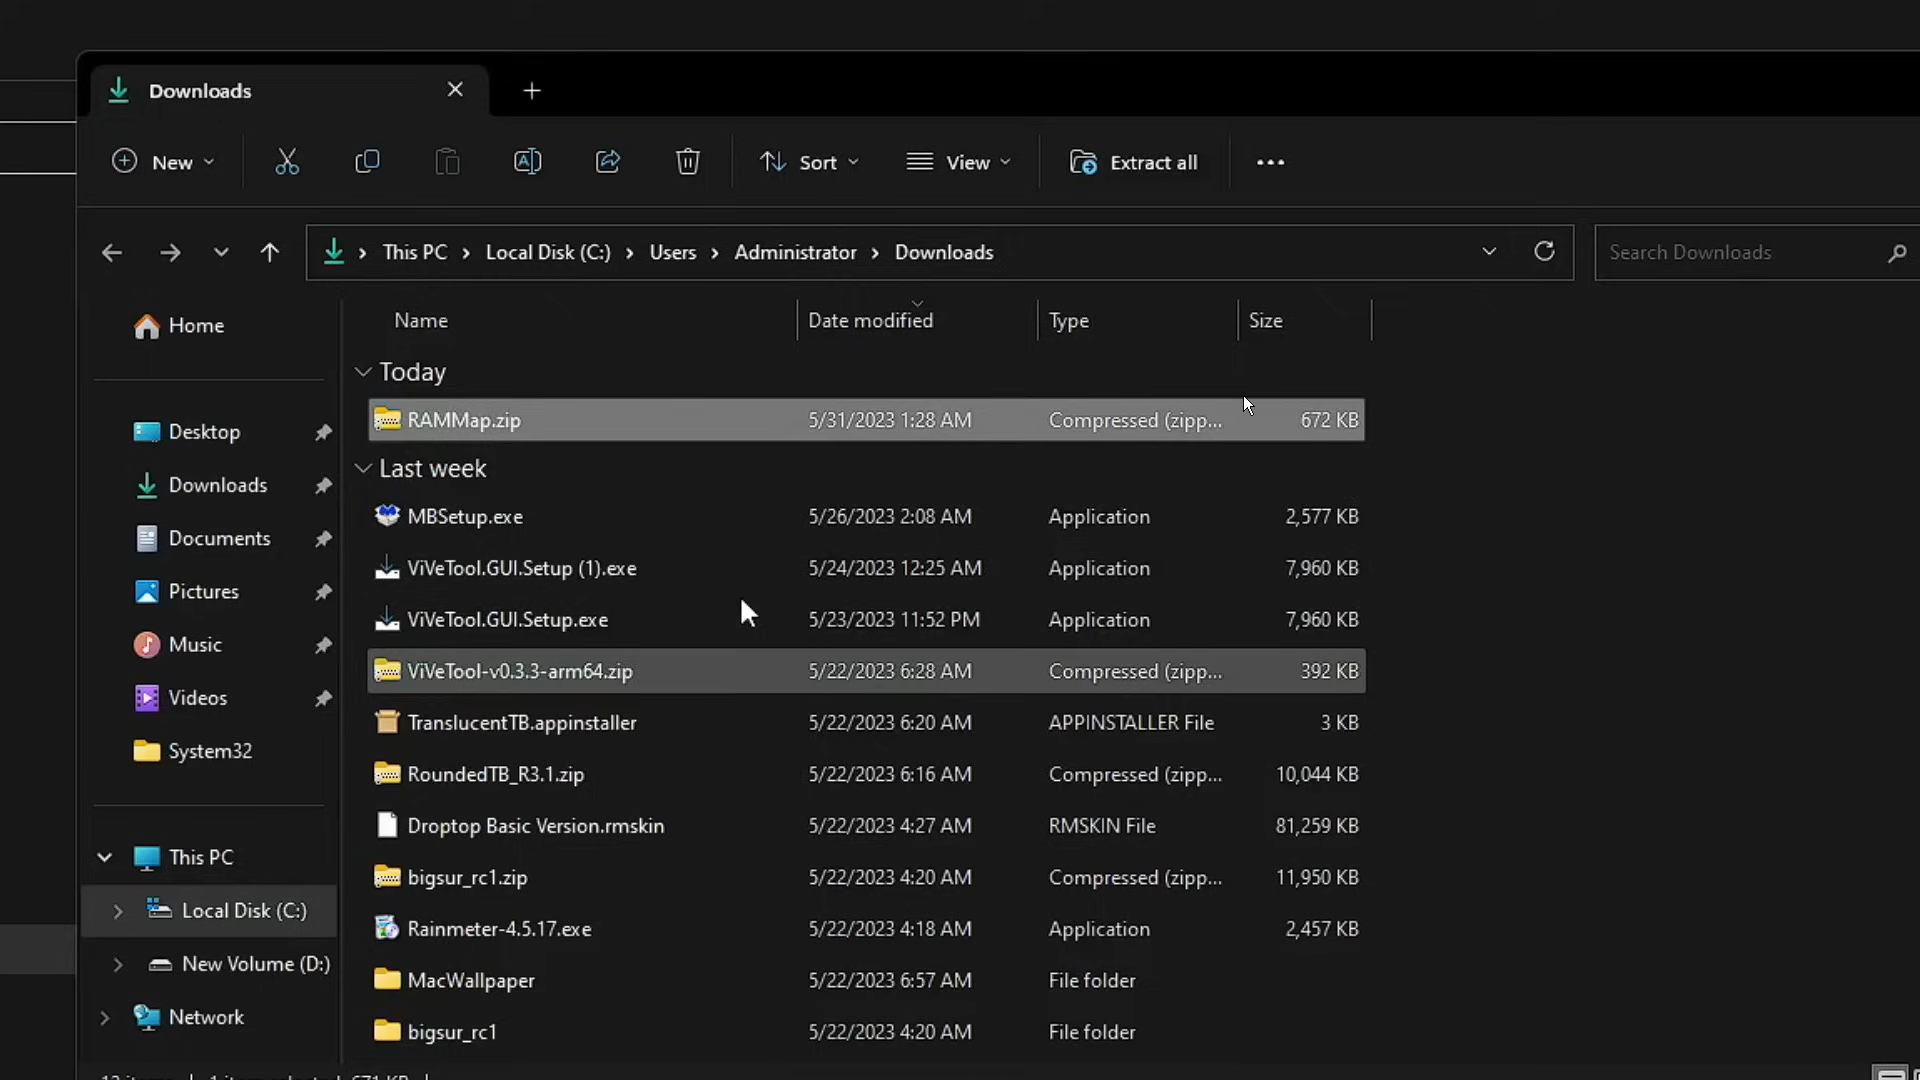 Downloads
New
Sort
View
Extract all
This PC
Local Disk (C:)
Users
Administrator
Downloads
Search Downloads
Home
Desktop
Downloads
Documents
Pictures
Music
Videos
System32
This PC
Local Disk (C:)
New Volume (D:)
Network
Name Date modified Type Size
Today
RAMMap.zip 5/31/2023 1:28 AM Compressed (zipp... 672 KB
Last week
MBSetup.exe 5/26/2023 2:08 AM Application 2,577 KB
ViVeTool.GUI.Setup (1).exe 5/24/2023 12:25 AM Application 7,960 KB
ViVeTool.GUI.Setup.exe 5/23/2023 11:52 PM Application 7,960 KB
ViVeTool-v0.3.3-arm64.zip 5/22/2023 6:28 AM Compressed (zipp... 392 KB
TranslucentTB.appinstaller 5/22/2023 6:20 AM APPINSTALLER File 3 KB
RoundedTB_R3.1.zip 5/22/2023 6:16 AM Compressed (zipp... 10,044 KB
Droptop Basic Version.rmskin 5/22/2023 4:27 AM RMSKIN File 81,259 KB
bigsur_rc1.zip 5/22/2023 4:20 AM Compressed (zipp... 11,950 KB
Rainmeter-4.5.17.exe 5/22/2023 4:18 AM Application 2,457 KB
MacWallpaper 5/22/2023 6:57 AM File folder
bigsur_rc1 5/22/2023 4:20 AM File folder